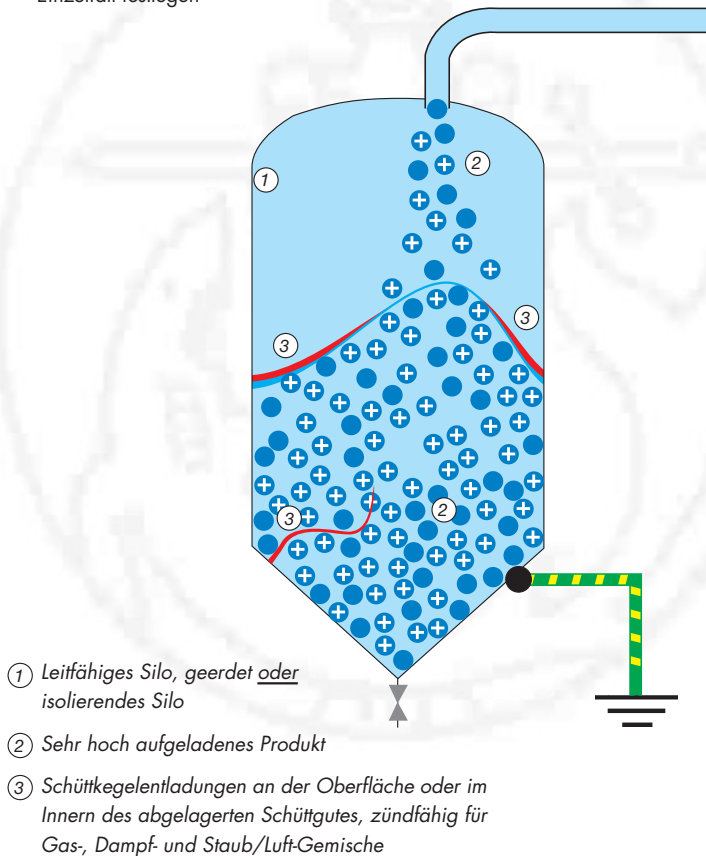 1
2
3
3
3
2
① Leitfähiges Silo, geerdet oder
isolierendes Silo
② Sehr hoch aufgeladenes Produkt
③ Schüttkegelentladungen an der Oberfläche oder im
Innern des abgelagerten Schüttgutes, zündfähig für
Gas-, Dampf- und Staub/Luft-Gemische